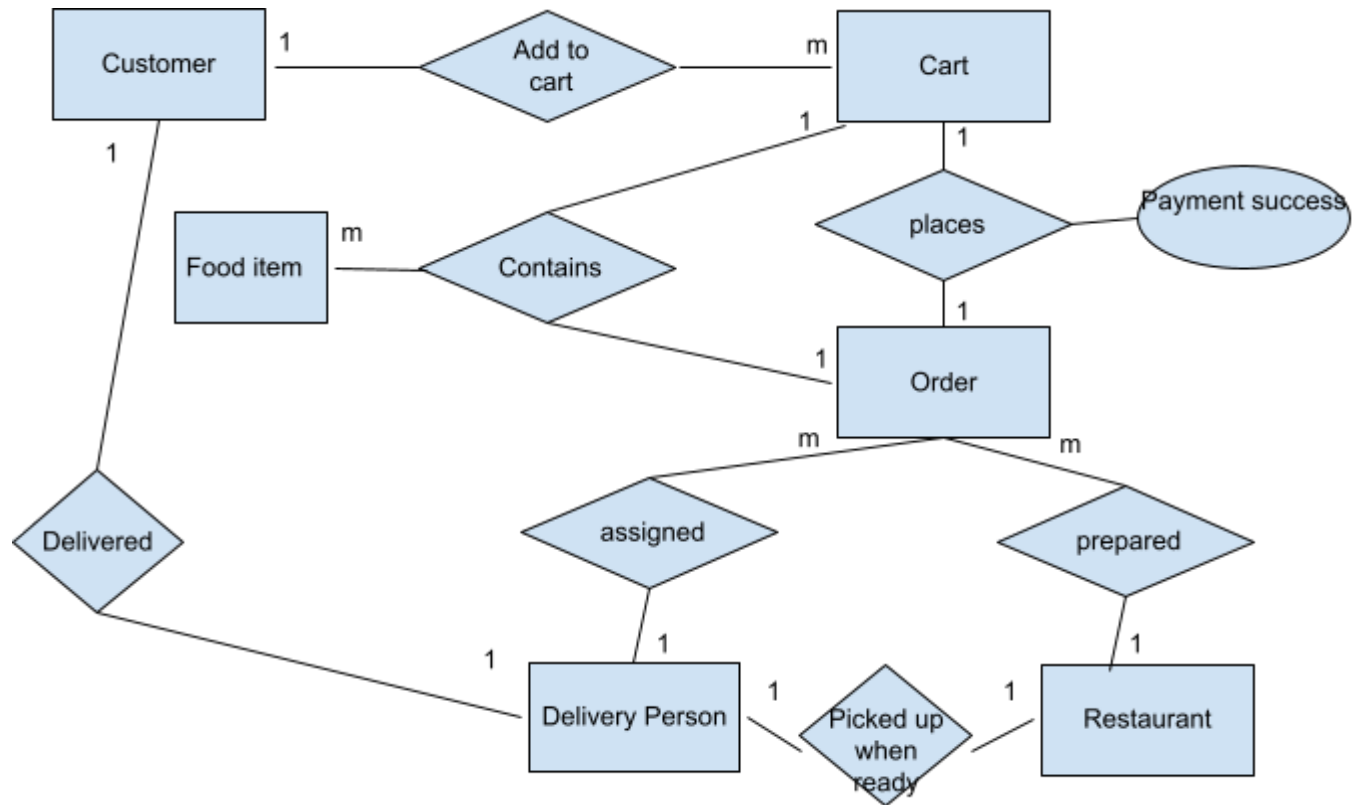 Customer
1
Add to
cart
m
Cart
1
1
1
Payment success
places
m
Food item
Contains
1
1
Order
m
m
Delivered
assigned
prepared
1
1
1
1
1
Delivery Person
Picked up
when
ready
Restaurant